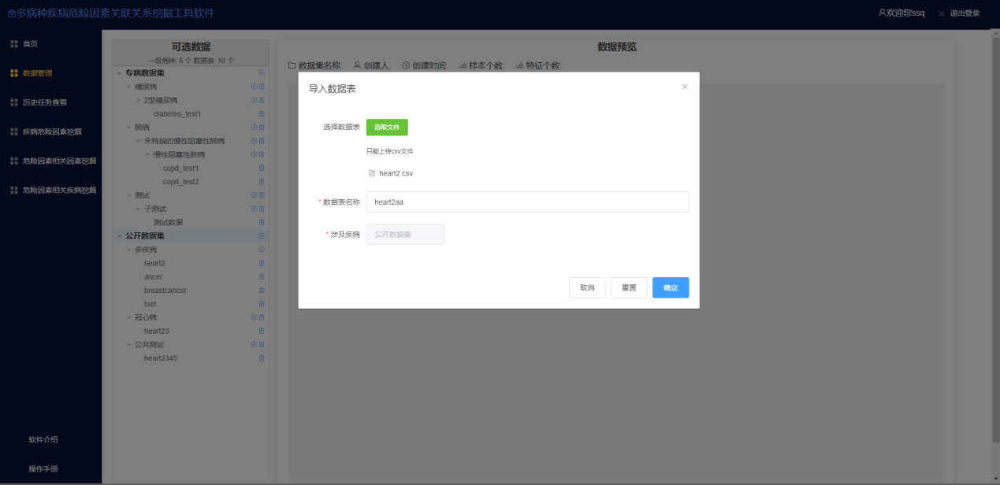 多病种疾病危险因素关联关系挖掘工具软件
欢迎您ssq
退出登录
首页
数据管理
历史任务查看
疾病危险因素挖掘
危险因素相关因素挖掘
危险因素相关疾病挖掘
软件介绍
操作手册
可选数据
一级病种: 6 个 数据表: 10 个
专病数据集
糖尿病
2型糖尿病
diabetes_test1
肺病
未特指的慢性阻塞性肺病
慢性阻塞性肺病
copd_test1
copd_test2
测试
子测试
测试数据
公开数据集
多疾病
heart2
ancer
breastcancer
tset
冠心病
heart23
公共测试
heart2345
数据预览
数据集名称: 创建人: 创建时间: 样本个数: 特征个数:
导入数据表
选择数据表 选取文件
只能上传csv文件
heart2.csv
* 数据表名称 heart2aa
* 涉及疾病 公开数据集
取消 重置 确定